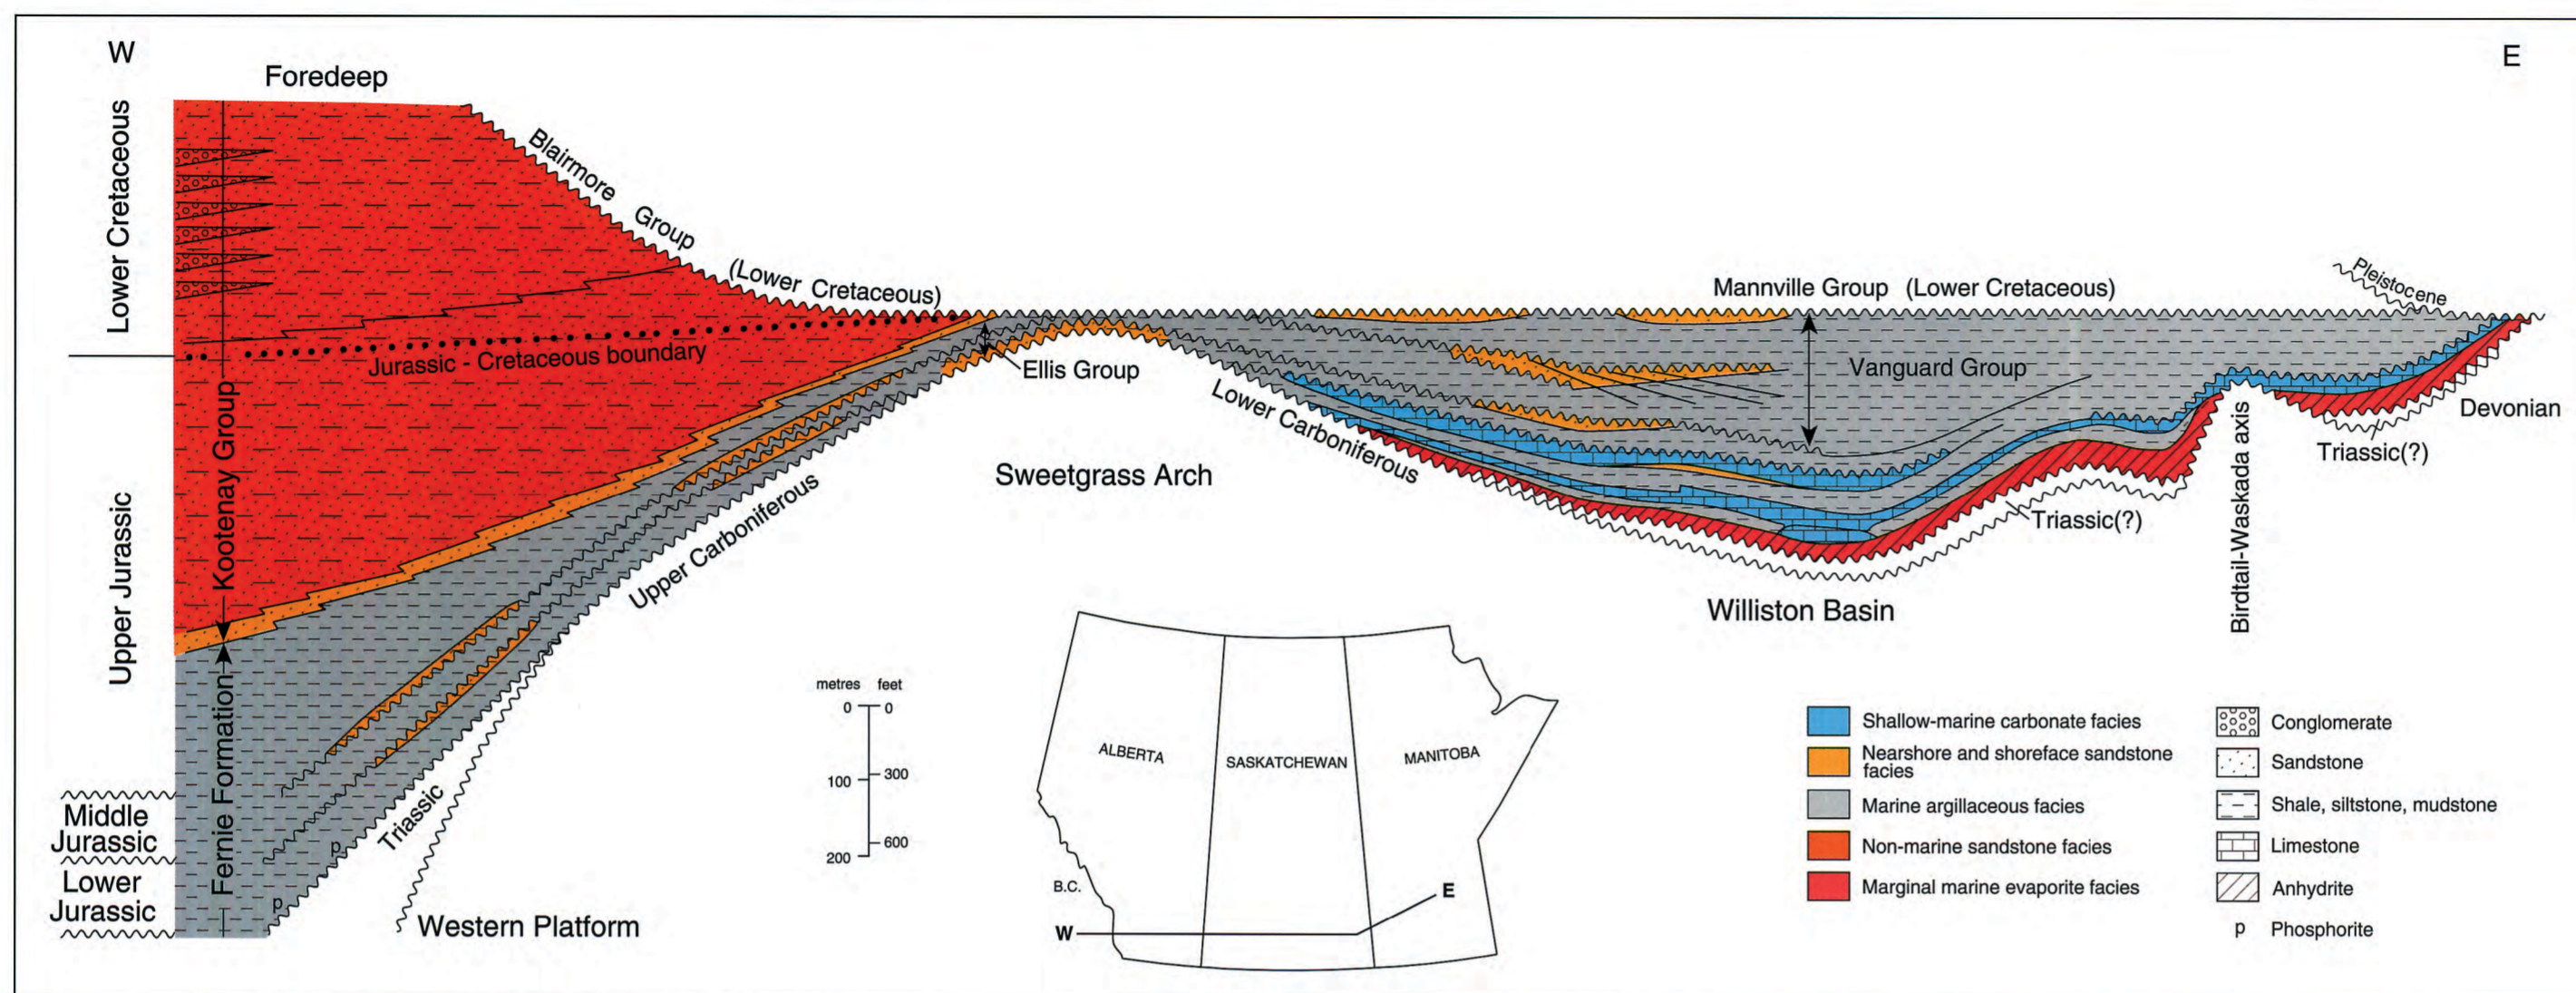 W
E
Foredeep
Lower Cretaceous
Blairmore Group
(Lower Cretaceous)
Mannville Group (Lower Cretaceous)
Pleistocene
Jurassic - Cretaceous boundary
Ellis Group
Vanguard Group
Kootenay Group
Lower Carboniferous
Devonian
Triassic(?)
Sweetgrass Arch
Upper Jurassic
Upper Carboniferous
Triassic(?)
Birdtail-Waskada axis
Williston Basin
Fernie Formation
Middle
Jurassic
Lower
Jurassic
p
p
Triassic
Western Platform
metres feet
0 0
100 300
200 600
ALBERTA
SASKATCHEWAN
MANITOBA
B.C.
W
E
Shallow-marine carbonate facies
Nearshore and shoreface sandstone
facies
Marine argillaceous facies
Non-marine sandstone facies
Marginal marine evaporite facies
Conglomerate
Sandstone
Shale, siltstone, mudstone
Limestone
Anhydrite
p Phosphorite